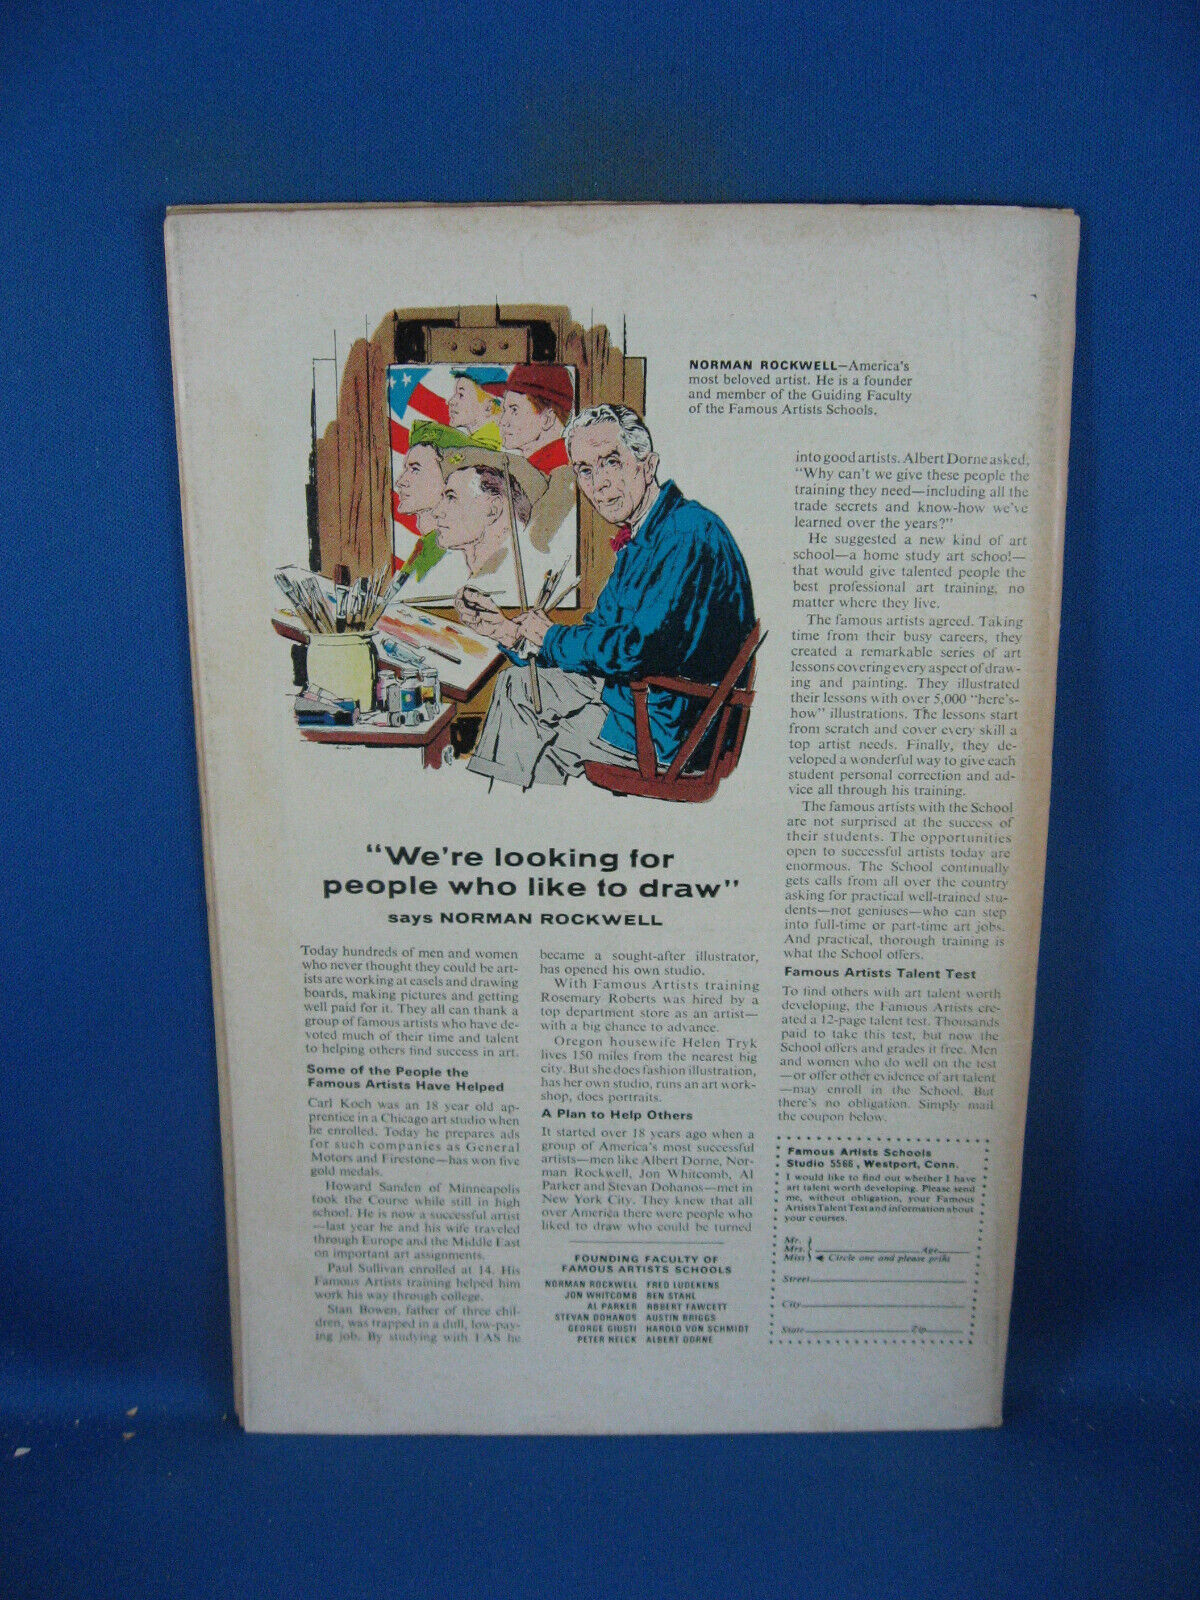 NORMAN ROCKWELL—America's
most beloved artist. He is a founder
and member of the Guiding Faculty
of the Famous Artists Schools.
"We're looking for
people who like to draw"
says NORMAN ROCKWELL
Today hundreds of men and women
who never thought they could be art-
ists are working at easels and drawing
boards, making pictures and getting
well paid for it. They all can thank a
group of famous artists who have de-
voted much of their time and talent
to helping others find success in art.
Some of the People the
Famous Artists Have Helped
Carl Koch was an 18 year old ap-
prentice in a Chicago art studio when
he enrolled. Today he prepares ads
for such companies as General
Motors and Firestone—has won five
gold medals.
Howard Sanden of Minneapolis
took the Course while still in high
school. He is now a successful artist
—last year he and his wife traveled
through Europe and the Middle East
on important art assignments.
Paul Sullivan enrolled at 14. His
Famous Artists training helped him
work his way through college.
Stan Bowen, father of three chil-
dren, was trapped in a dull, low-pay-
ing job. By studying with FAS he
became a sought-after illustrator,
has opened his own studio.
With Famous Artists training
Rosemary Roberts was hired by a
top department store as an artist—
with a big chance to advance.
Oregon housewife Helen Tryk
lives 150 miles from the nearest big
city. But she does fashion illustration,
has her own studio, runs an art work-
shop, does portraits.
A Plan to Help Others
It started over 18 years ago when a
group of America's most successful
artists—men like Albert Dorne, Nor-
man Rockwell, Jon Whitcomb, Al
Parker and Stevan Dohanos—met in
New York City. They knew that all
over America there were people who
liked to draw who could be turned
into good artists. Albert Dorne asked,
"Why can't we give these people the
training they need—including all the
trade secrets and know-how we've
learned over the years?"
He suggested a new kind of art
school—a home study art school—
that would give talented people the
best professional art training, no
matter where they live.
The famous artists agreed. Taking
time from their busy careers, they
created a remarkable series of art
lessons covering every aspect of draw-
ing and painting. They illustrated
their lessons with over 5,000 "here's-
how" illustrations. The lessons start
from scratch and cover every skill a
top artist needs. Finally, they de-
veloped a wonderful way to give each
student personal correction and ad-
vice all through his training.
The famous artists with the School
are not surprised at the success of
their students. The opportunities
open to successful artists today are
enormous. The School continually
gets calls from all over the country
asking for practical well-trained stu-
dents—not geniuses—who can step
into full-time or part-time art jobs.
And practical, thorough training is
what the School offers.
Famous Artists Talent Test
To find others with art talent worth
developing, the Famous Artists cre-
ated a 12-page talent test. Thousands
paid to take this test, but now the
School offers and grades it free. Men
and women who do well on the test
—or offer other evidence of art talent
—may enroll in the School. But
there's no obligation. Simply mail
the coupon below.
FOUNDING FACULTY OF
FAMOUS ARTISTS SCHOOLS
NORMAN ROCKWELL FRED LUDEKENS
JON WHITCOMB BEN STAHL
AL PARKER ROBERT FAWCETT
STEVAN DOHANOS AUSTIN BRIGGS
GEORGE GIUSTI HAROLD VON SCHMIDT
PETER HELCK ALBERT DORNE
Famous Artists Schools
Studio 5566, Westport, Conn.
I would like to find out whether I have
art talent worth developing. Please send
me, without obligation, your Famous
Artists Talent Test and information about
your courses.
Mr.
Mrs. Age
Miss Circle one and please print
Street
City
State Zip